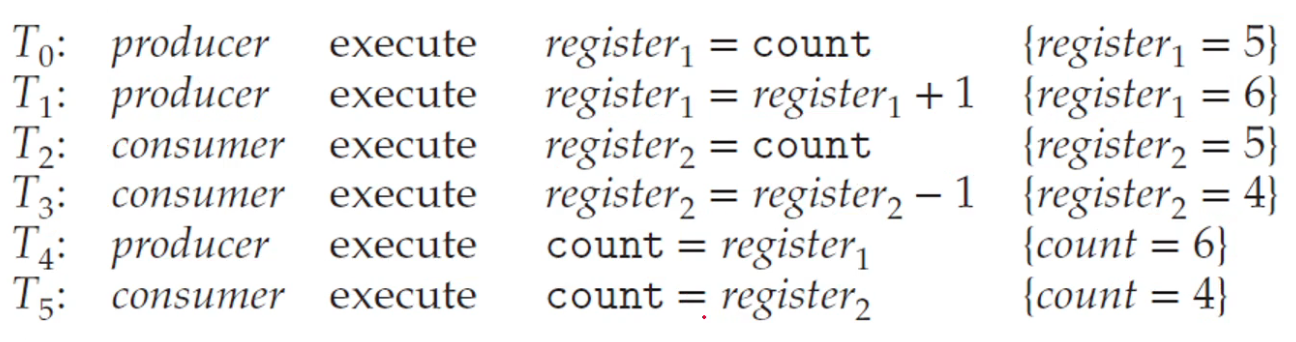 T₀: producer execute register₁ = count {register₁ = 5}
T₁: producer execute register₁ = register₁ + 1 {register₁ = 6}
T₂: consumer execute register₂ = count {register₂ = 5}
T₃: consumer execute register₂ = register₂ − 1 {register₂ = 4}
T₄: producer execute count = register₁ {count = 6}
T₅: consumer execute count = register₂ {count = 4}